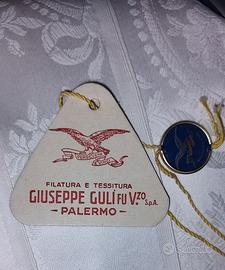 FILATURA E TESSITURA
GIUSEPPE GULÌ FU V.ZO S.p.A.
PALERMO